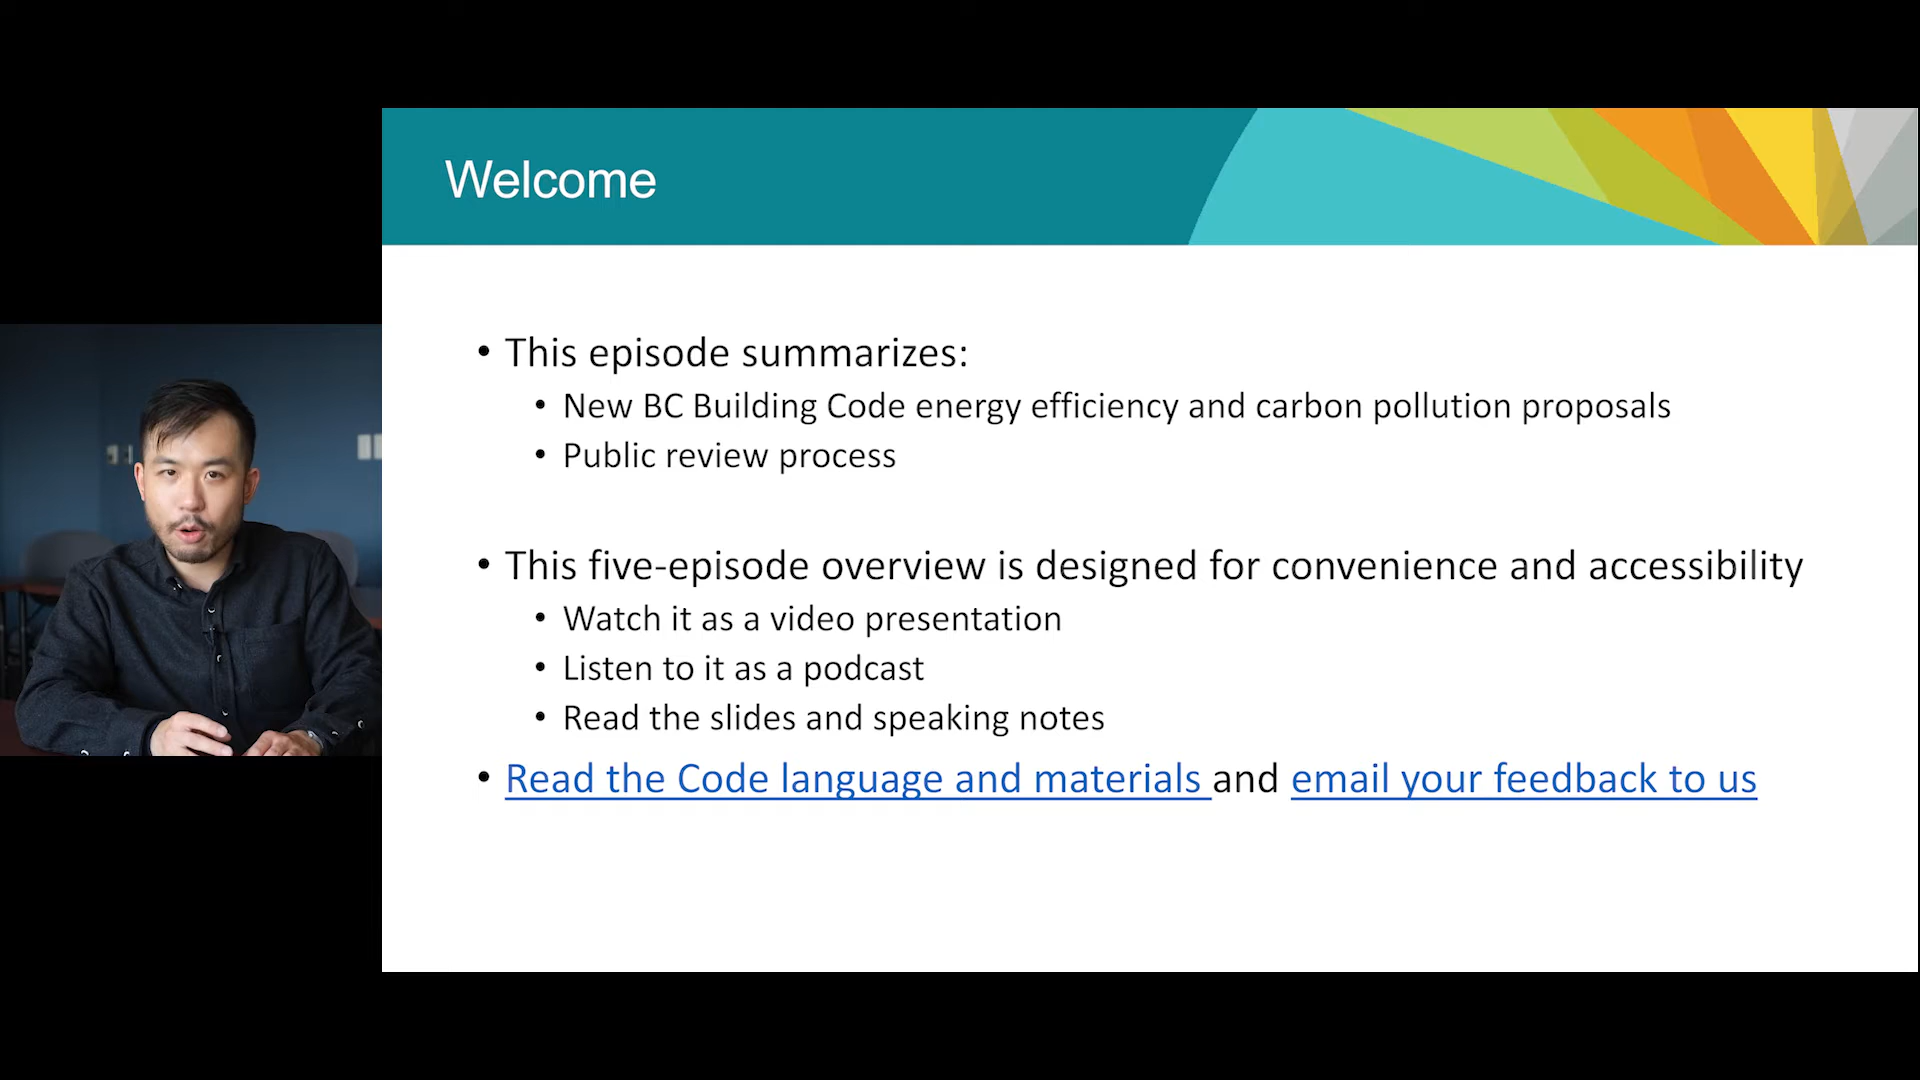 Welcome
• This episode summarizes:
• New BC Building Code energy efficiency and carbon pollution proposals
• Public review process
• This five-episode overview is designed for convenience and accessibility
• Watch it as a video presentation
• Listen to it as a podcast
• Read the slides and speaking notes
• Read the Code language and materials and email your feedback to us